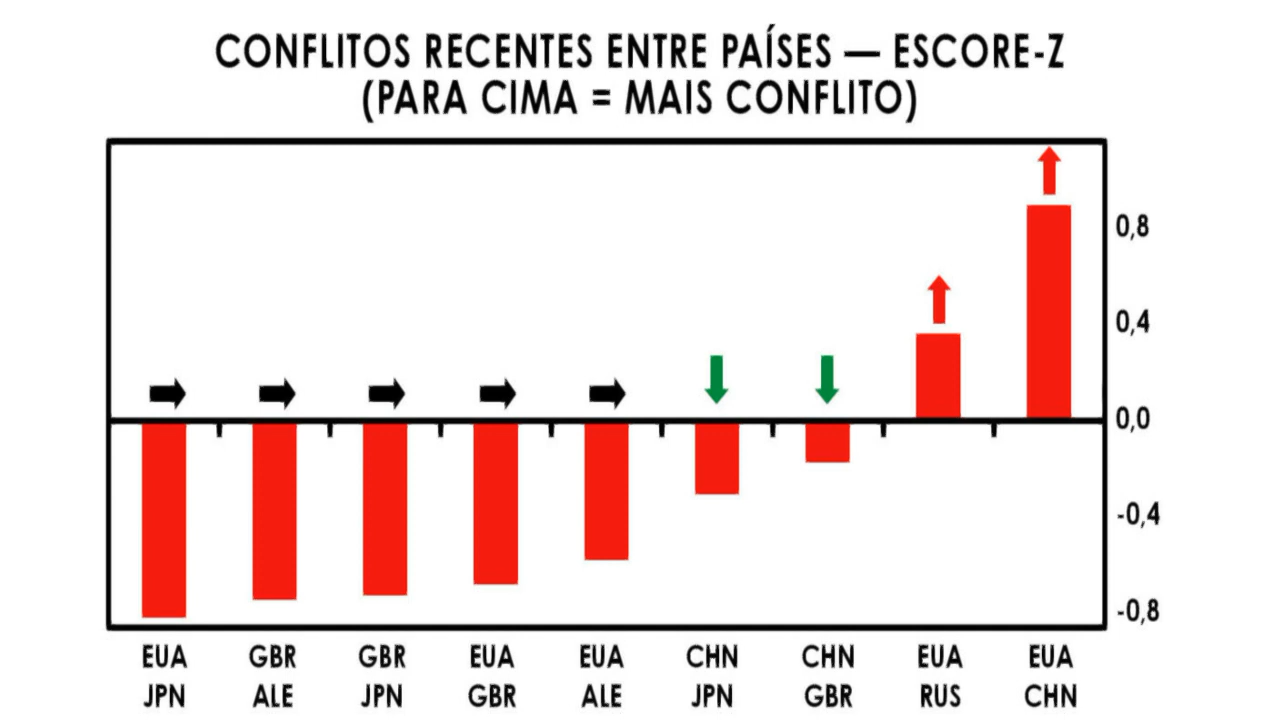 CONFLITOS RECENTES ENTRE PAÍSES — ESCORE-Z
(PARA CIMA = MAIS CONFLITO)
0,8
0,4
0,0
-0,4
-0,8
EUA GBR GBR EUA EUA CHN CHN EUA EUA
JPN ALE JPN GBR ALE JPN GBR RUS CHN